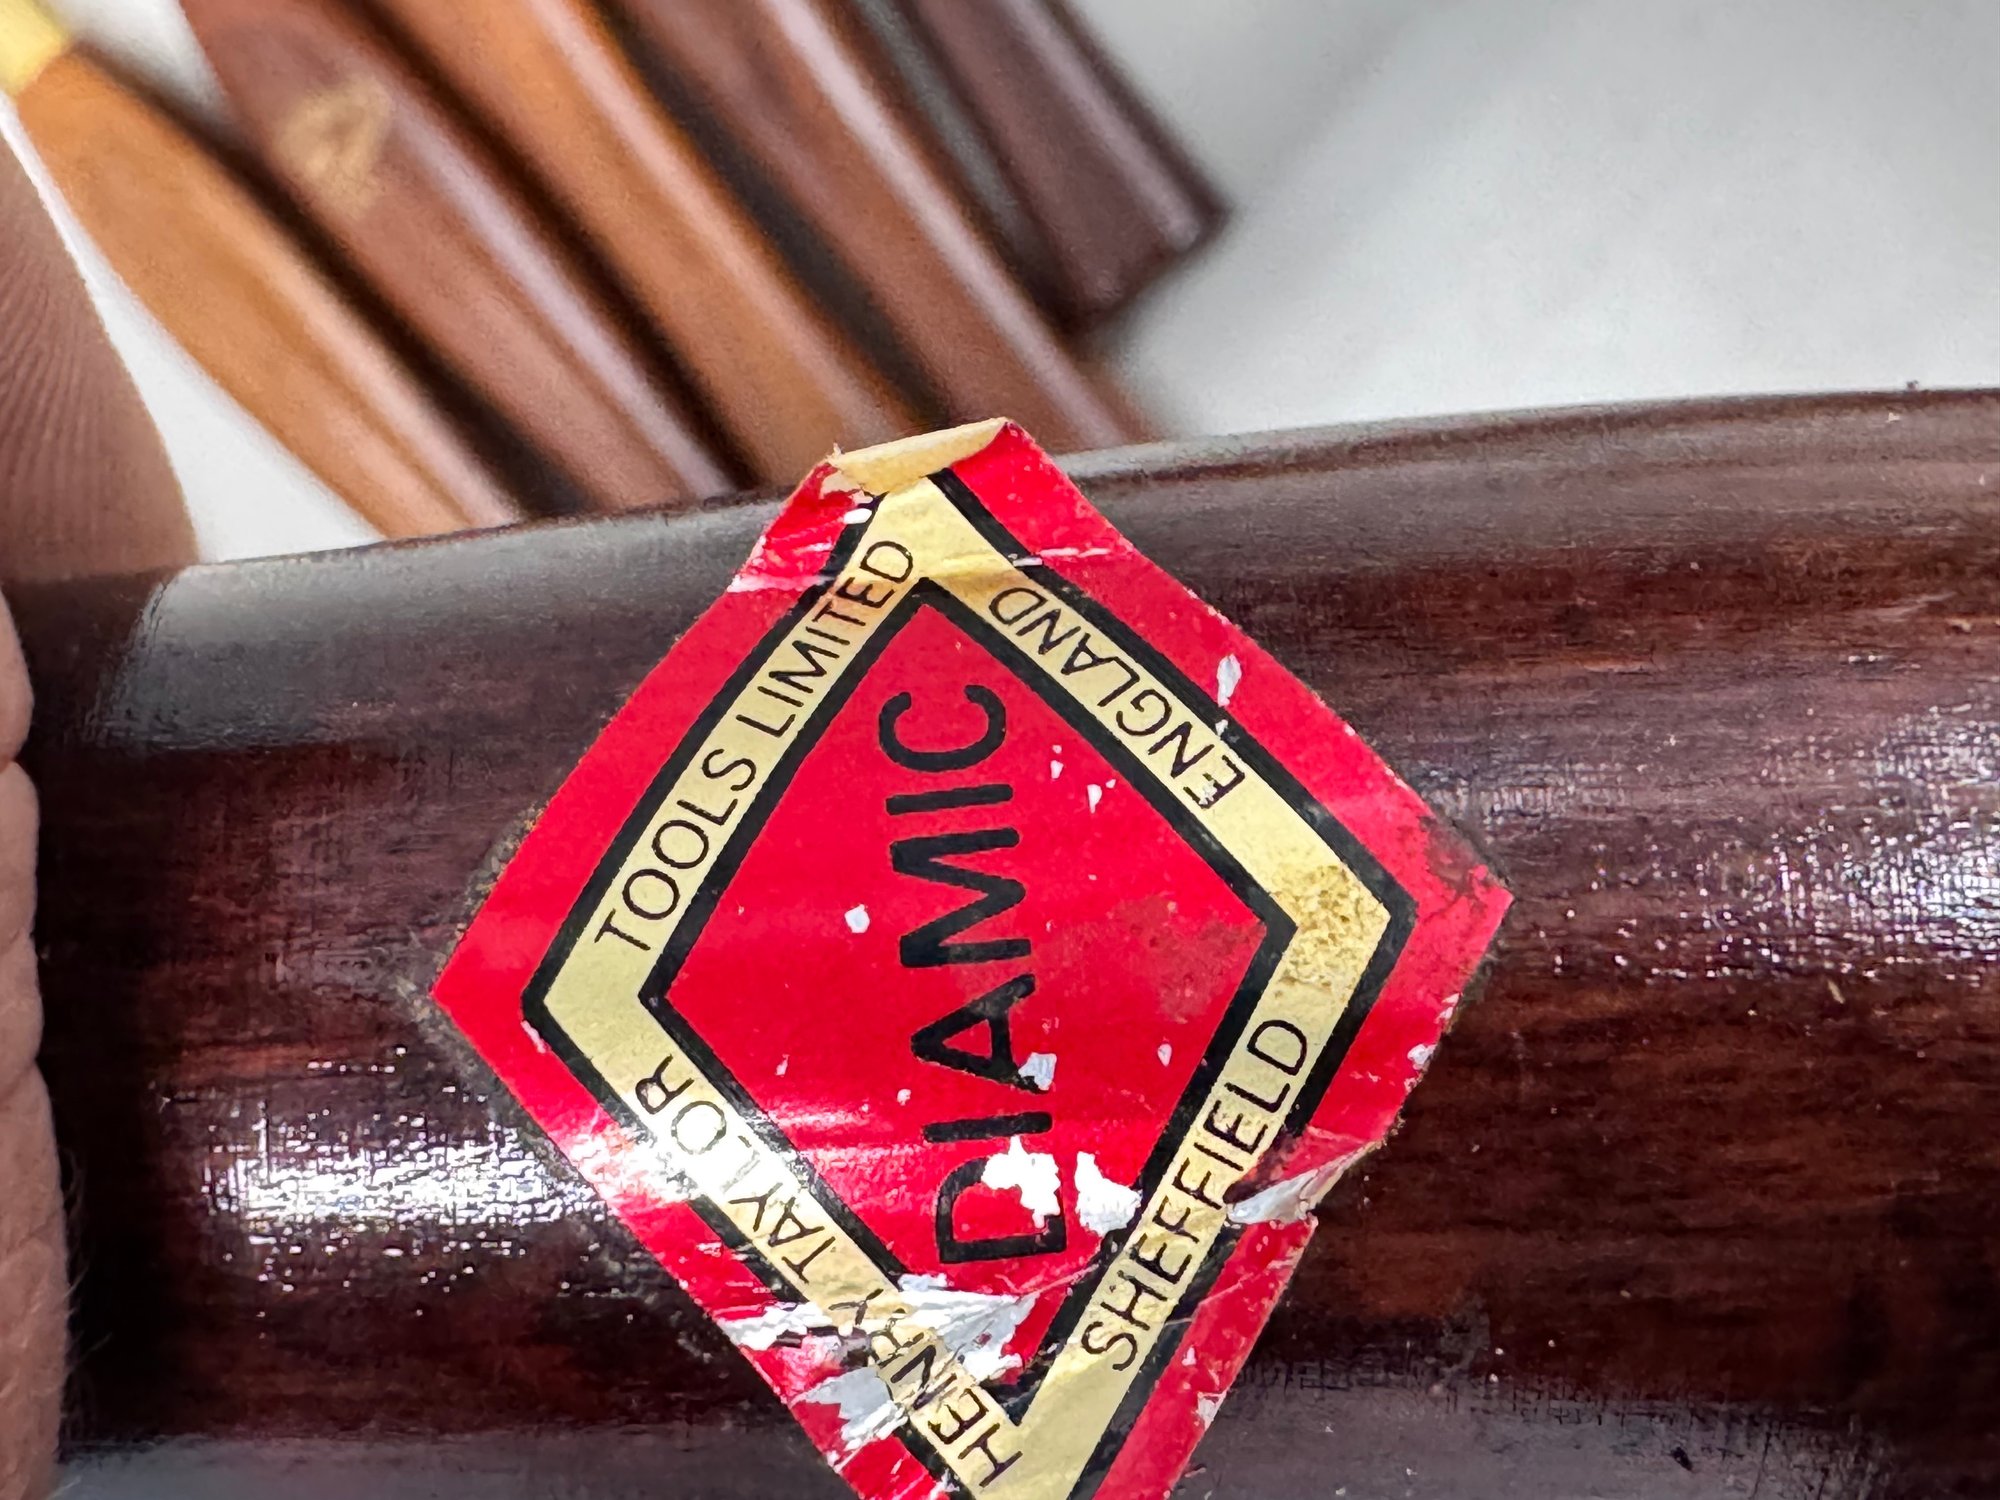 HENRY TAYLOR
TOOLS LIMITED
DIAMIC
SHEFFIELD
ENGLAND